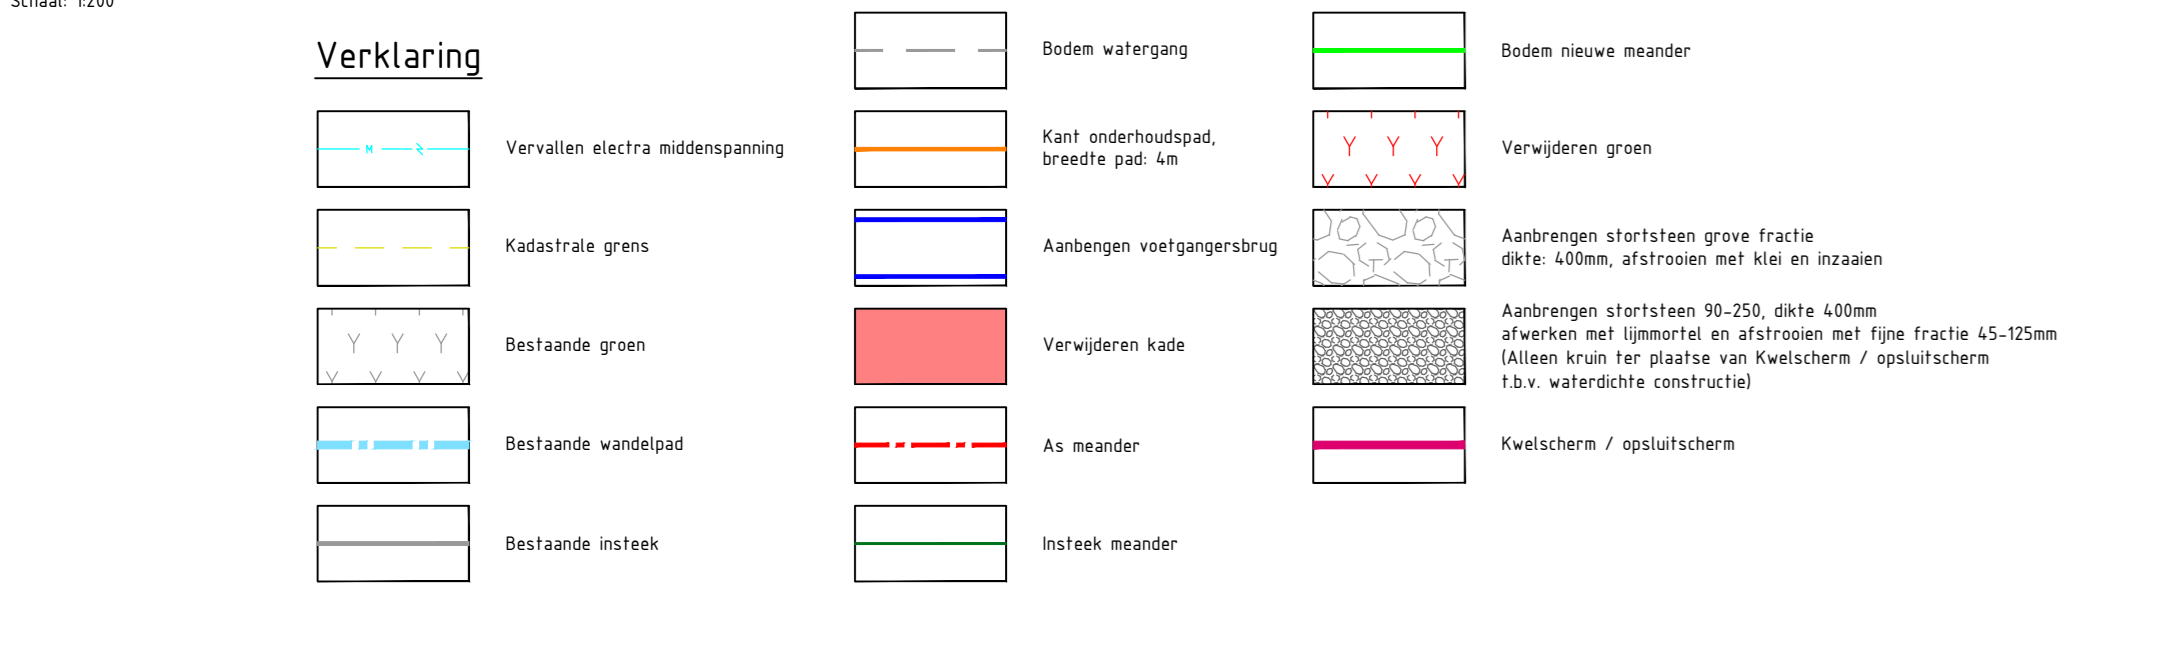 Schaal: 1:200
Verklaring
Vervallen electra middenspanning
Kadastrale grens
Bestaande groen
Bestaande wandelpad
Bestaande insteek
Bodem watergang
Kant onderhoudspad,
breedte pad: 4m
Aanbengen voetgangersbrug
Verwijderen kade
As meander
Insteek meander
Bodem nieuwe meander
Verwijderen groen
Aanbrengen stortsteen grove fractie
dikte: 400mm, afstrooien met klei en inzaaien
Aanbrengen stortsteen 90-250, dikte 400mm
afwerken met lijmmortel en afstrooien met fijne fractie 45-125mm
(Alleen kruin ter plaatse van Kwelscherm / opsluitscherm
t.b.v. waterdichte constructie)
Kwelscherm / opsluitscherm